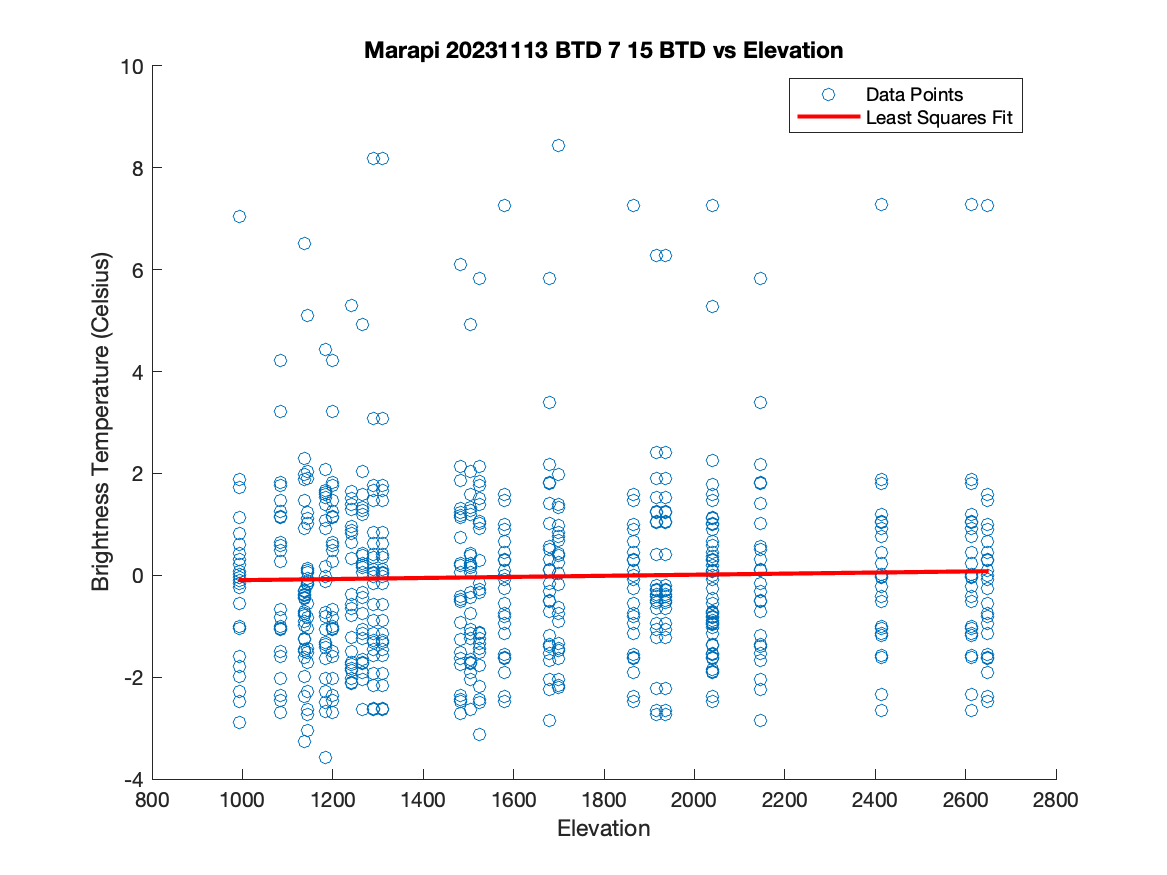 Marapi 20231113 BTD 7 15 BTD vs Elevation
Data Points
Least Squares Fit
Brightness Temperature (Celsius)
10
8
6
4
2
0
-2
-4
800 1000 1200 1400 1600 1800 2000 2200 2400 2600 2800
Elevation